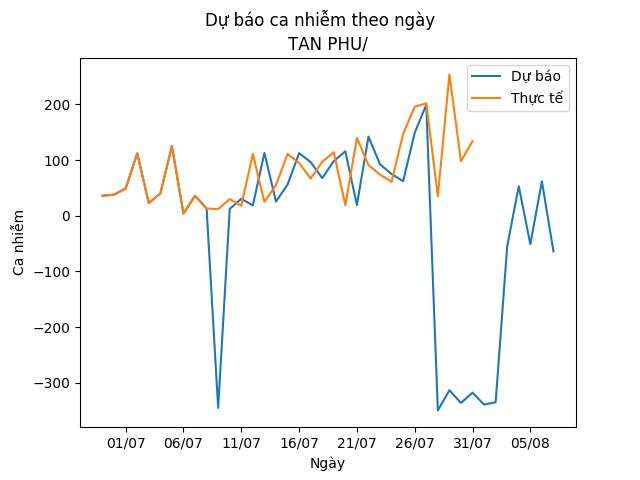 Dự báo ca nhiễm theo ngày
TAN PHU/
Dự báo
Thực tế
Ca nhiễm
200
100
0
−100
−200
−300
01/07 06/07 11/07 16/07 21/07 26/07 31/07 05/08
Ngày